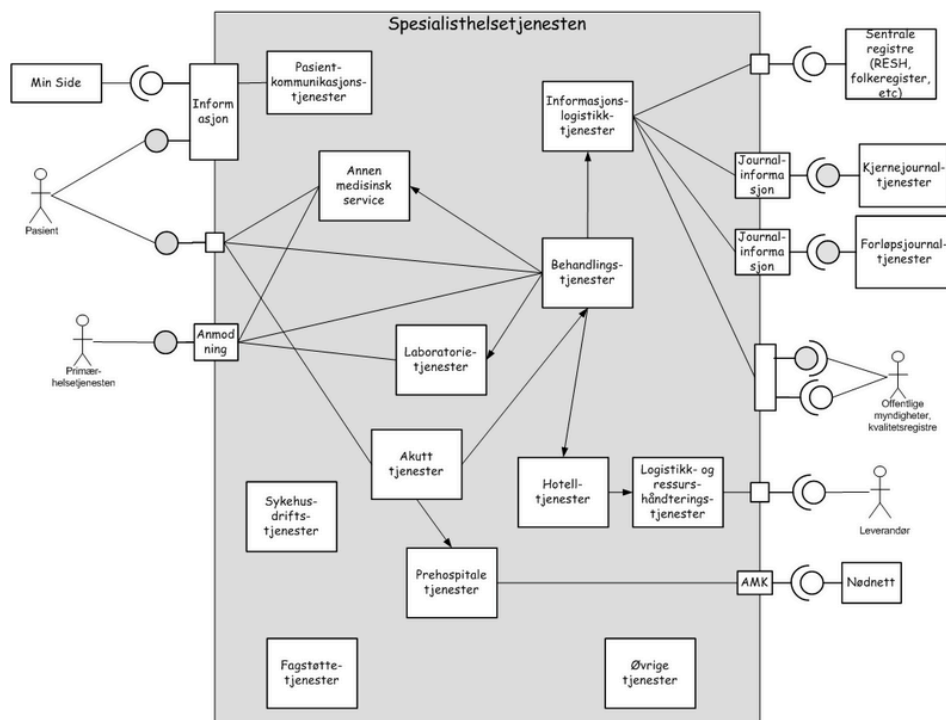 Spesialisthelsetjenesten
Min Side
Inform
asjon
Pasient-
kommunikasjons-
tjenester
Informasjons-
logistikk-
tjenester
Sentrale
registre
(RESH,
folkeregister,
etc)
Pasient
Annen
medisinsk
service
Journal-
informa
sjon
Kjernejournal-
tjenester
Behandlings-
tjenester
Journal-
informa
sjon
Forløpsjournal-
tjenester
Primær-
helsetjenesten
Anmod
ning
Laboratorie-
tjenester
Offentlige
myndigheter,
kvalitetsregistre
Akutt
tjenester
Hotell-
tjenester
Logistikk- og
ressurs-
håndterings-
tjenester
Leverandør
Sykehus-
drifts-
tjenester
Prehospitale
tjenester
AMK
Nødnett
Fagstøtte-
tjenester
Øvrige
tjenester